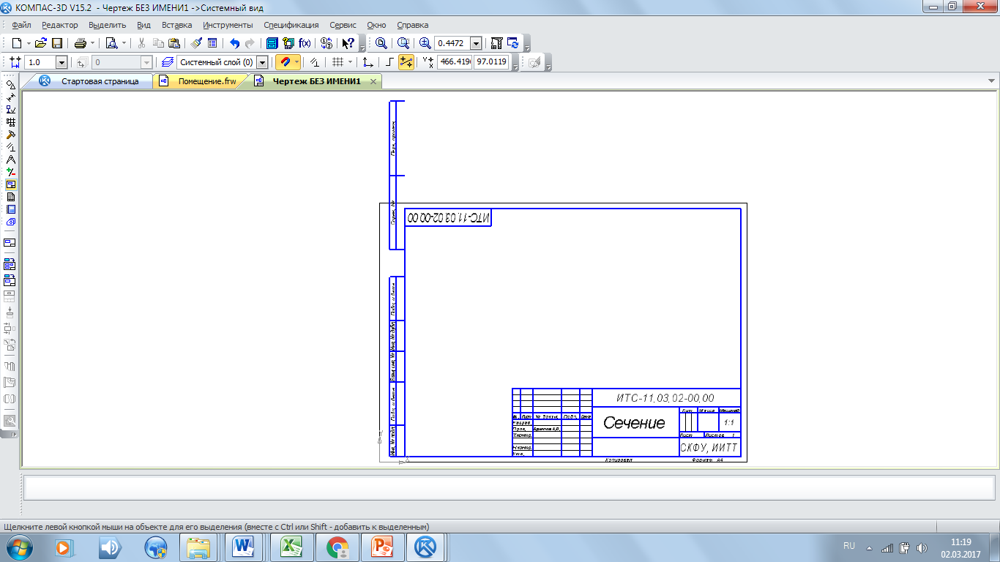 КОМПАС-3D V15.2 - Чертеж БЕЗ ИМЕНИ1 ->Системный вид
Файл Редактор Выделить Вид Вставка Инструменты Спецификация Сервис Окно Справка
f(x) 0.4472
1.0 0 Системный слой (0) 466.419 97.0119
Стартовая страница Помещение.frw Чертеж БЕЗ ИМЕНИ1
Перв. примен.
Справ. №
ИТС-11.03.02-00.00
Подп. и дата
Инв. № дубл.
Взам. инв. №
Подп. и дата
Инв. № подл.
ИТС-11.03.02-00.00
Лит. Масса Масштаб
Лист № докум. Подп. Дата
Разраб.
Сечение
1:1
Пров.
Т.контр.
Лист Листов 1
Н.контр.
СКФУ, ИИТТ
Утв.
Копировал Формат A4
Y
X
Щелкните левой кнопкой мыши на объекте для его выделения (вместе с Ctrl или Shift - добавить к выделенным)
RU
11:19
02.03.2017